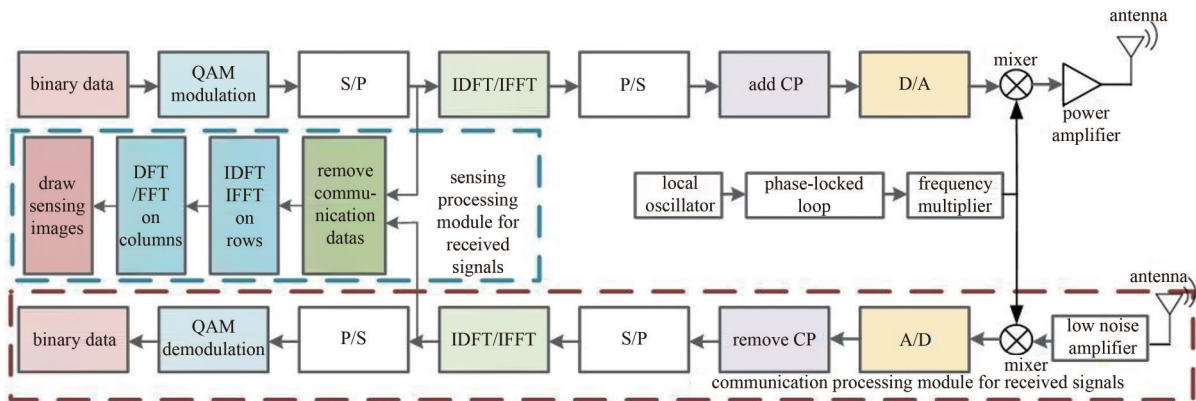 antenna
binary data
QAM
modulation
S/P
IDFT/IFFT
P/S
add CP
D/A
mixer
power
amplifier
draw
sensing
images
DFT
/FFT
on
columns
IDFT
IFFT
on
rows
remove
commu-
nication
datas
sensing
processing
module for
received
signals
local
oscillator
phase-locked
loop
frequency
multiplier
antenna
binary data
QAM
demodulation
P/S
IDFT/IFFT
S/P
remove CP
A/D
mixer
low noise
amplifier
communication processing module for received signals